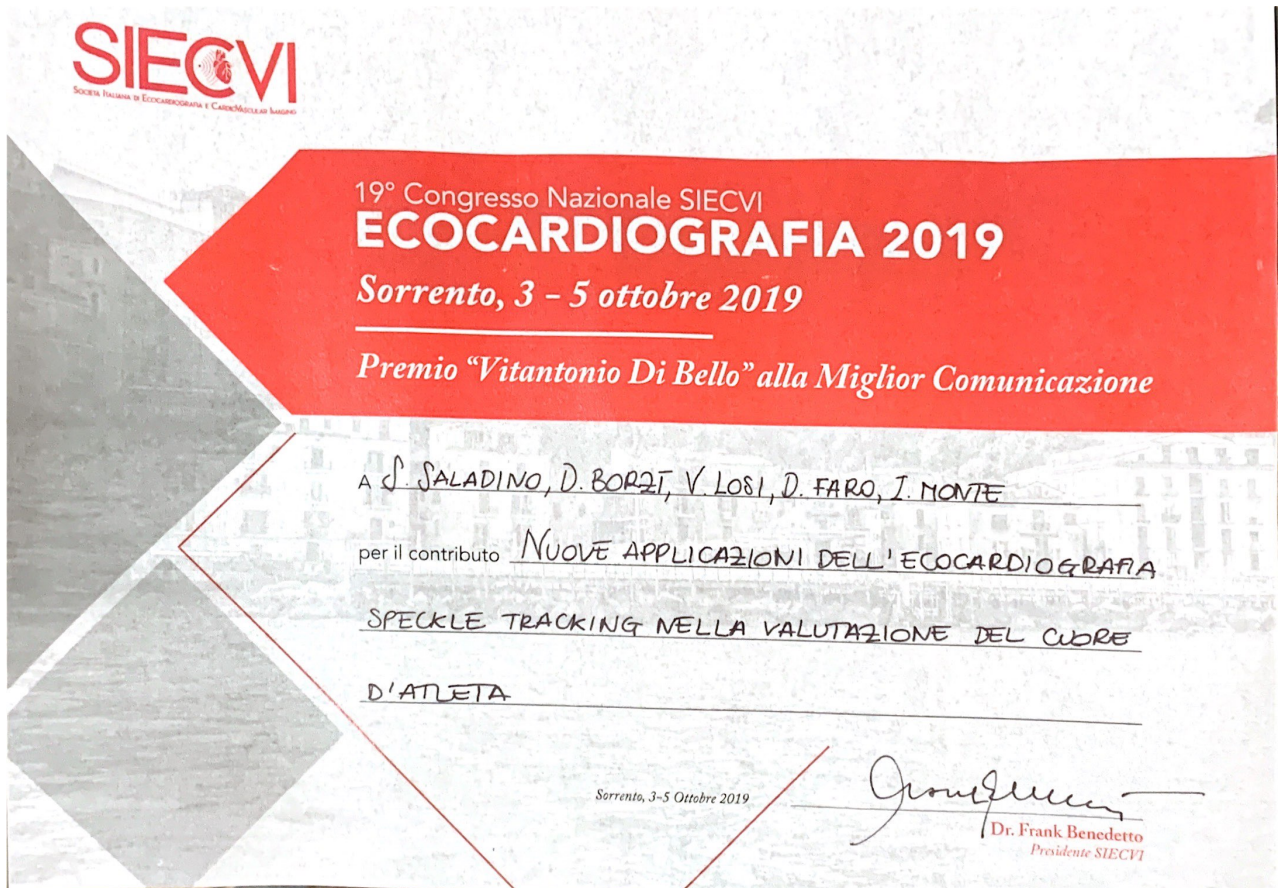 SIECVI
SOCIETÀ ITALIANA DI ECOCARDIOGRAFIA E CARDIOVASCULAR IMAGING
19° Congresso Nazionale SIECVI
ECOCARDIOGRAFIA 2019
Sorrento, 3 – 5 ottobre 2019
Premio “Vitantonio Di Bello” alla Miglior Comunicazione
A S. SALADINO, D. BORZÌ, V. LOSI, D. FARO, I. MONTE
per il contributo NUOVE APPLICAZIONI DELL'ECOCARDIOGRAFIA
SPECKLE TRACKING NELLA VALUTAZIONE DEL CUORE
D'ATLETA
Sorrento, 3-5 Ottobre 2019
Dr. Frank Benedetto
Presidente SIECVI